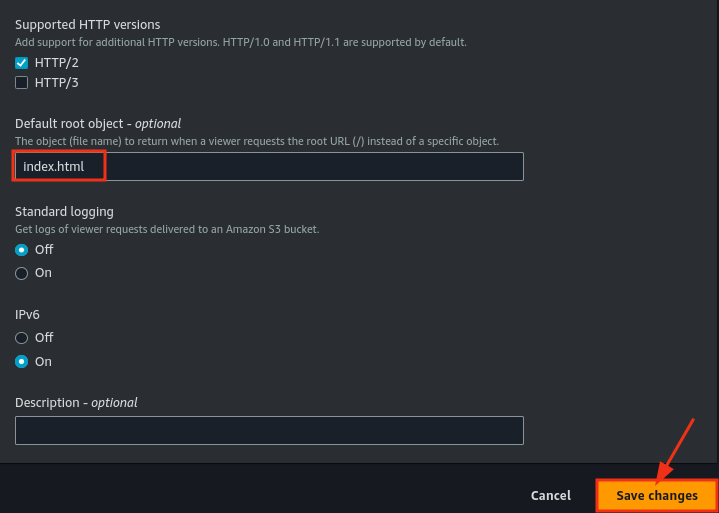 Supported HTTP versions
Add support for additional HTTP versions. HTTP/1.0 and HTTP/1.1 are supported by default.
HTTP/2
HTTP/3
Default root object - optional
The object (file name) to return when a viewer requests the root URL (/) instead of a specific object.
index.html
Standard logging
Get logs of viewer requests delivered to an Amazon S3 bucket.
Off
On
IPv6
Off
On
Description - optional
Cancel Save changes